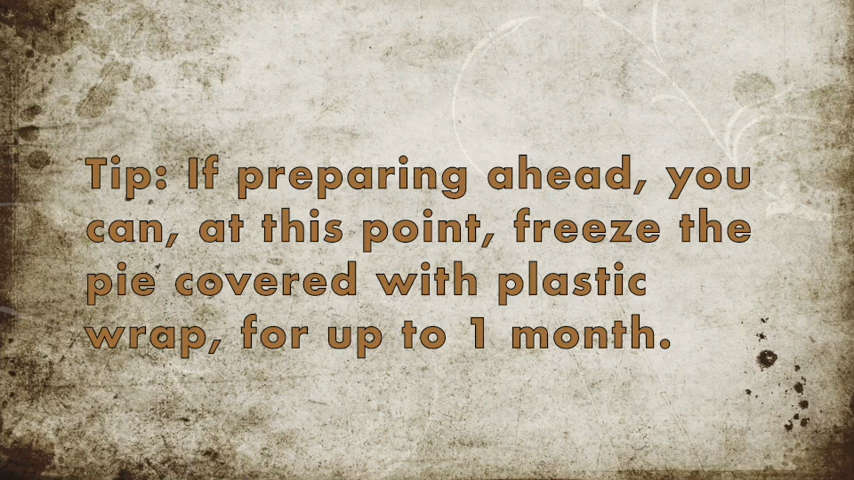 Tip: If preparing ahead, you
can, at this point, freeze the
pie covered with plastic
wrap, for up to 1 month.